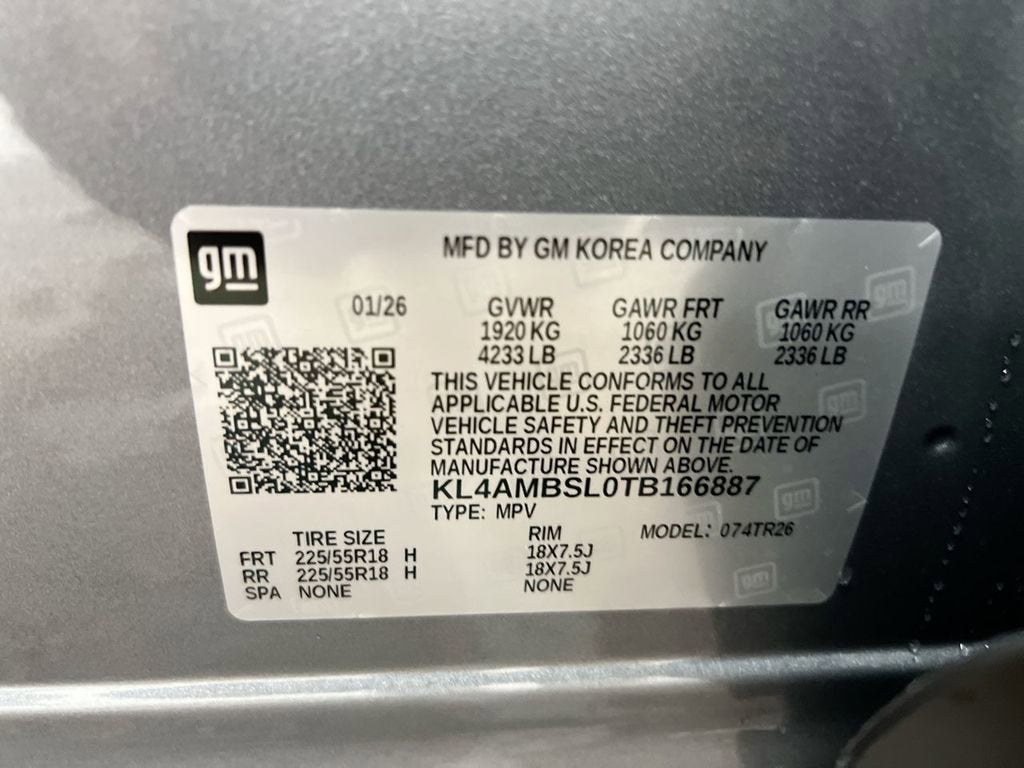 gm
MFD BY GM KOREA COMPANY
01/26 GVWR GAWR FRT GAWR RR
1920 KG 1060 KG 1060 KG
4233 LB 2336 LB 2336 LB
THIS VEHICLE CONFORMS TO ALL
APPLICABLE U.S. FEDERAL MOTOR
VEHICLE SAFETY AND THEFT PREVENTION
STANDARDS IN EFFECT ON THE DATE OF
MANUFACTURE SHOWN ABOVE.
KL4AMBSL0TB166887
TYPE: MPV
TIRE SIZE RIM MODEL: 074TR26
FRT 225/55R18 H 18X7.5J
RR 225/55R18 H 18X7.5J
SPA NONE NONE